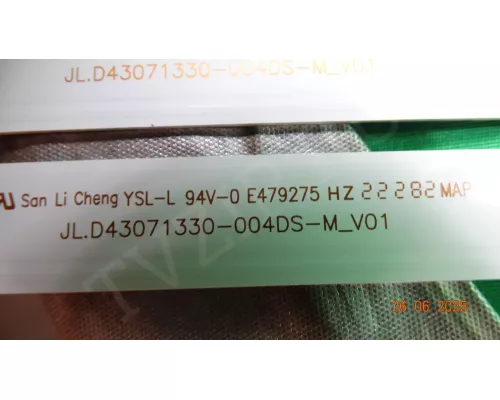 JL.D43071330-004DS-M_V01
San Li Cheng YSL-L 94V-0 E479275 HZ 22282 MAP
JL.D43071330-004DS-M_V01